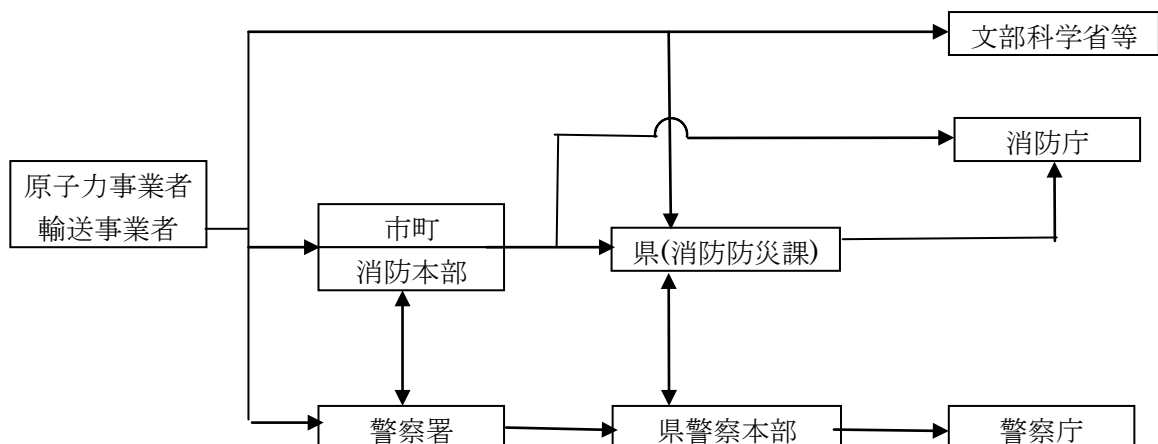 文部科学省等
消防庁
原子力事業者
輸送事業者
市町
消防本部
県(消防防災課)
警察署
県警察本部
警察庁